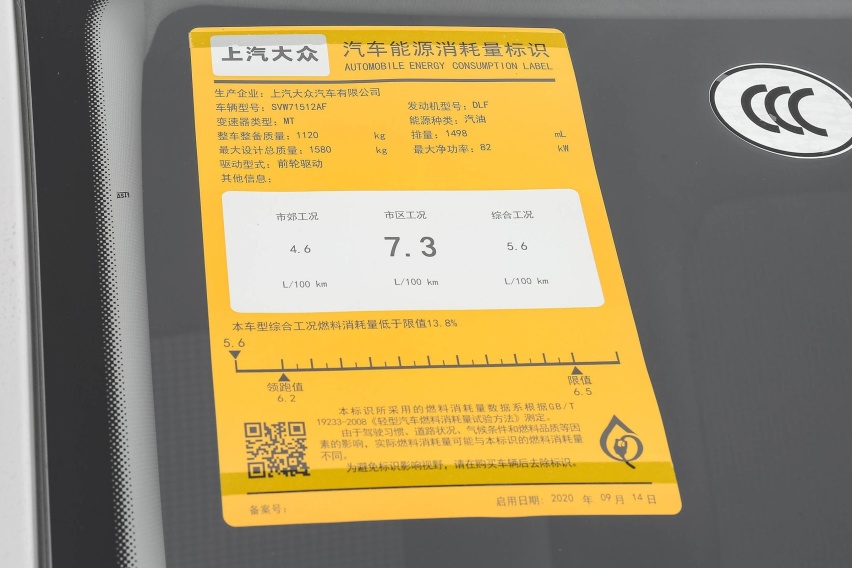 上汽大众 汽车能源消耗量标识
AUTOMOBILE ENERGY CONSUMPTION LABEL
生产企业：上汽大众汽车有限公司
车辆型号：SVW71512AF 发动机型号：DLF
变速器类型：MT 能源种类：汽油
整车整备质量：1120 kg 排量：1498 mL
最大设计总质量：1580 kg 最大净功率：82 kW
驱动型式：前轮驱动
其他信息：
市郊工况 市区工况 综合工况
4.6 7.3 5.6
L/100 km L/100 km L/100 km
本车型综合工况燃料消耗量低于限值13.8%
5.6
领跑值 限值
6.2 6.5
本标识所采用的燃料消耗量数据系根据GB/T
19233-2008《轻型汽车燃料消耗量试验方法》测定。
由于驾驶习惯、道路状况、气候条件和燃料品质等因
素的影响，实际燃料消耗量可能与本标识的燃料消耗量
不同。
为避免标识影响视野，请在购买车辆后去除标识。
备案号：
启用日期：2020 年 09 月 14 日
CCC
ASTI